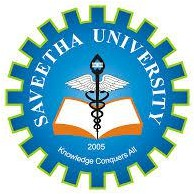 SAVEETHA UNIVERSITY
2005
Knowledge Conquers All